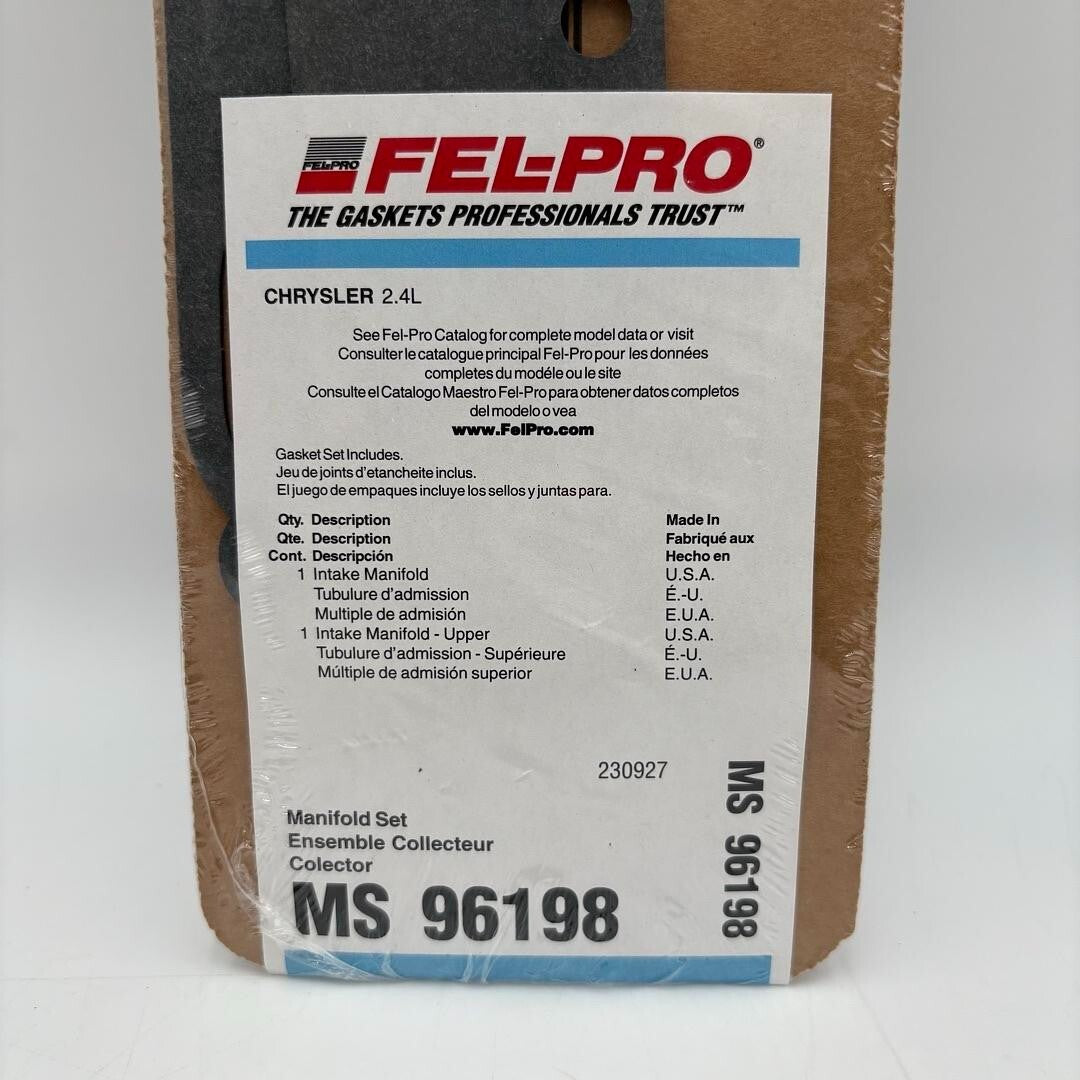 FEL-PRO
FEL-PRO®
THE GASKETS PROFESSIONALS TRUST™
CHRYSLER 2.4L
See Fel-Pro Catalog for complete model data or visit
Consulter le catalogue principal Fel-Pro pour les données
completes du modéle ou le site
Consulte el Catalogo Maestro Fel-Pro para obtener datos completos
del modelo o vea
www.FelPro.com
Gasket Set Includes.
Jeu de joints d'etancheite inclus.
El juego de empaques incluye los sellos y juntas para.
Qty. Description Made In
Qte. Description Fabriqué aux
Cont. Descripción Hecho en
1 Intake Manifold U.S.A.
Tubulure d'admission É.-U.
Multiple de admisión E.U.A.
1 Intake Manifold - Upper U.S.A.
Tubulure d'admission - Supérieure É.-U.
Múltiple de admisión superior E.U.A.
230927
Manifold Set
Ensemble Collecteur
Colector
MS 96198
MS 96198